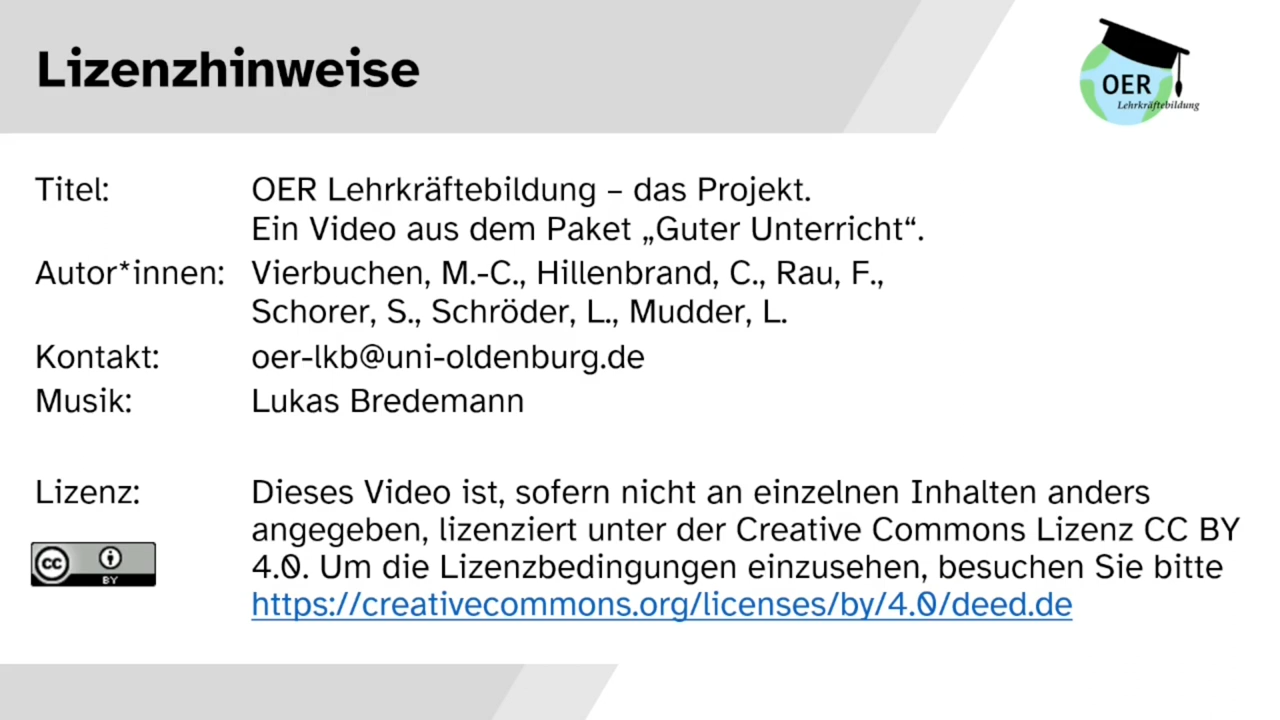 Lizenzhinweise
OER
Lehrkräftebildung
Titel: OER Lehrkräftebildung – das Projekt.
Ein Video aus dem Paket „Guter Unterricht“.
Autor*innen: Vierbuchen, M.-C., Hillenbrand, C., Rau, F.,
Schorer, S., Schröder, L., Mudder, L.
Kontakt: oer-lkb@uni-oldenburg.de
Musik: Lukas Bredemann
Lizenz: Dieses Video ist, sofern nicht an einzelnen Inhalten anders
angegeben, lizenziert unter der Creative Commons Lizenz CC BY
4.0. Um die Lizenzbedingungen einzusehen, besuchen Sie bitte
https://creativecommons.org/licenses/by/4.0/deed.de
cc
BY